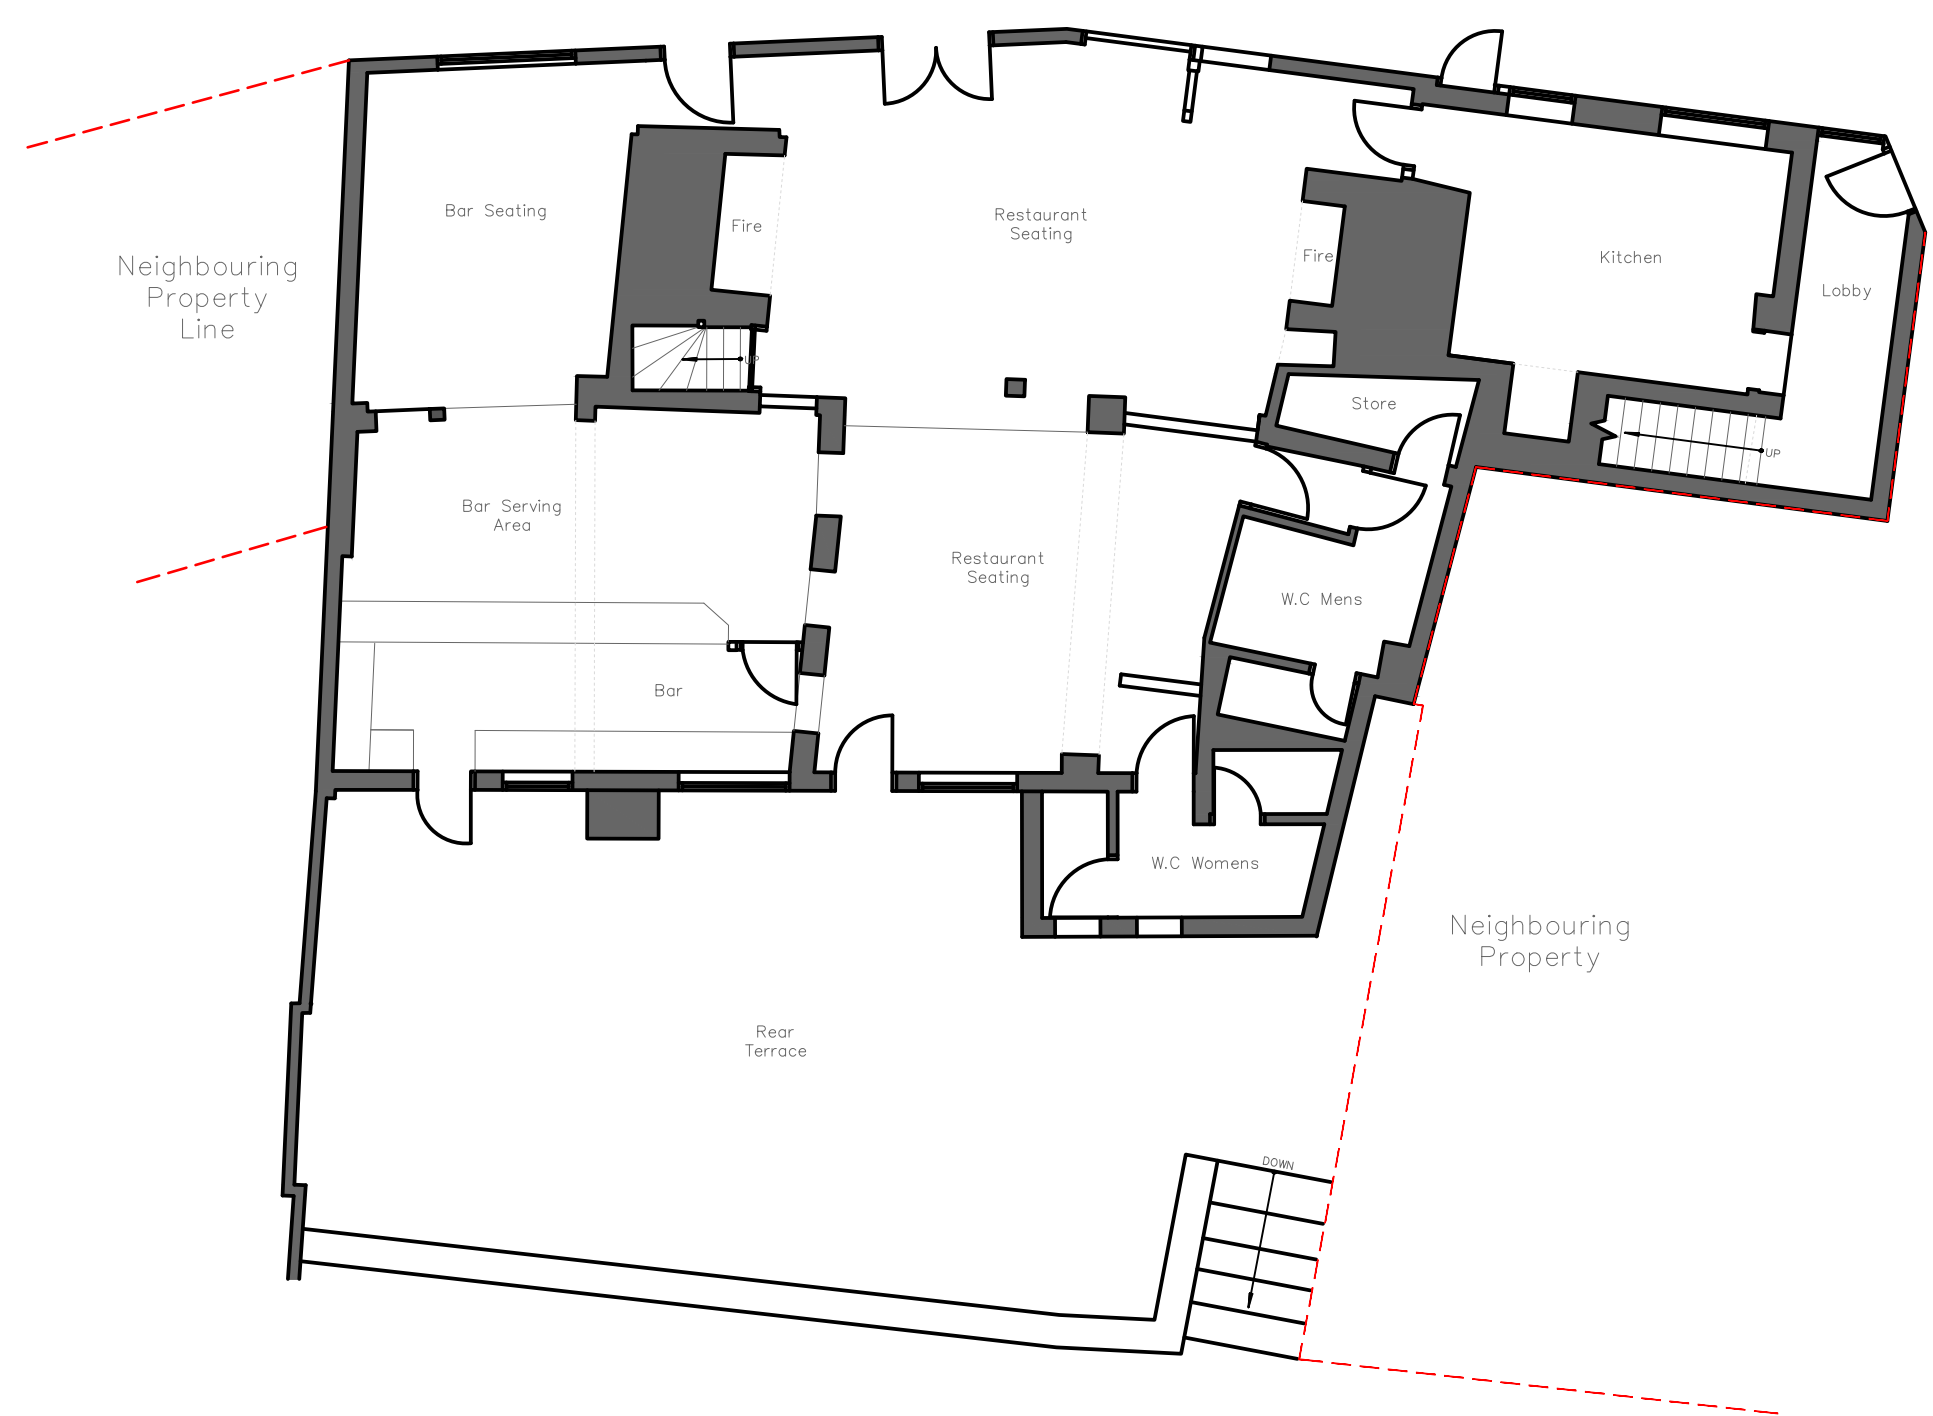 Bar Seating
Fire
Restaurant
Seating
Fire
Kitchen
Lobby
Neighbouring
Property
Line
UP
Store
UP
Bar Serving
Area
Restaurant
Seating
W.C Mens
Bar
W.C Womens
Neighbouring
Property
Rear
Terrace
DOWN